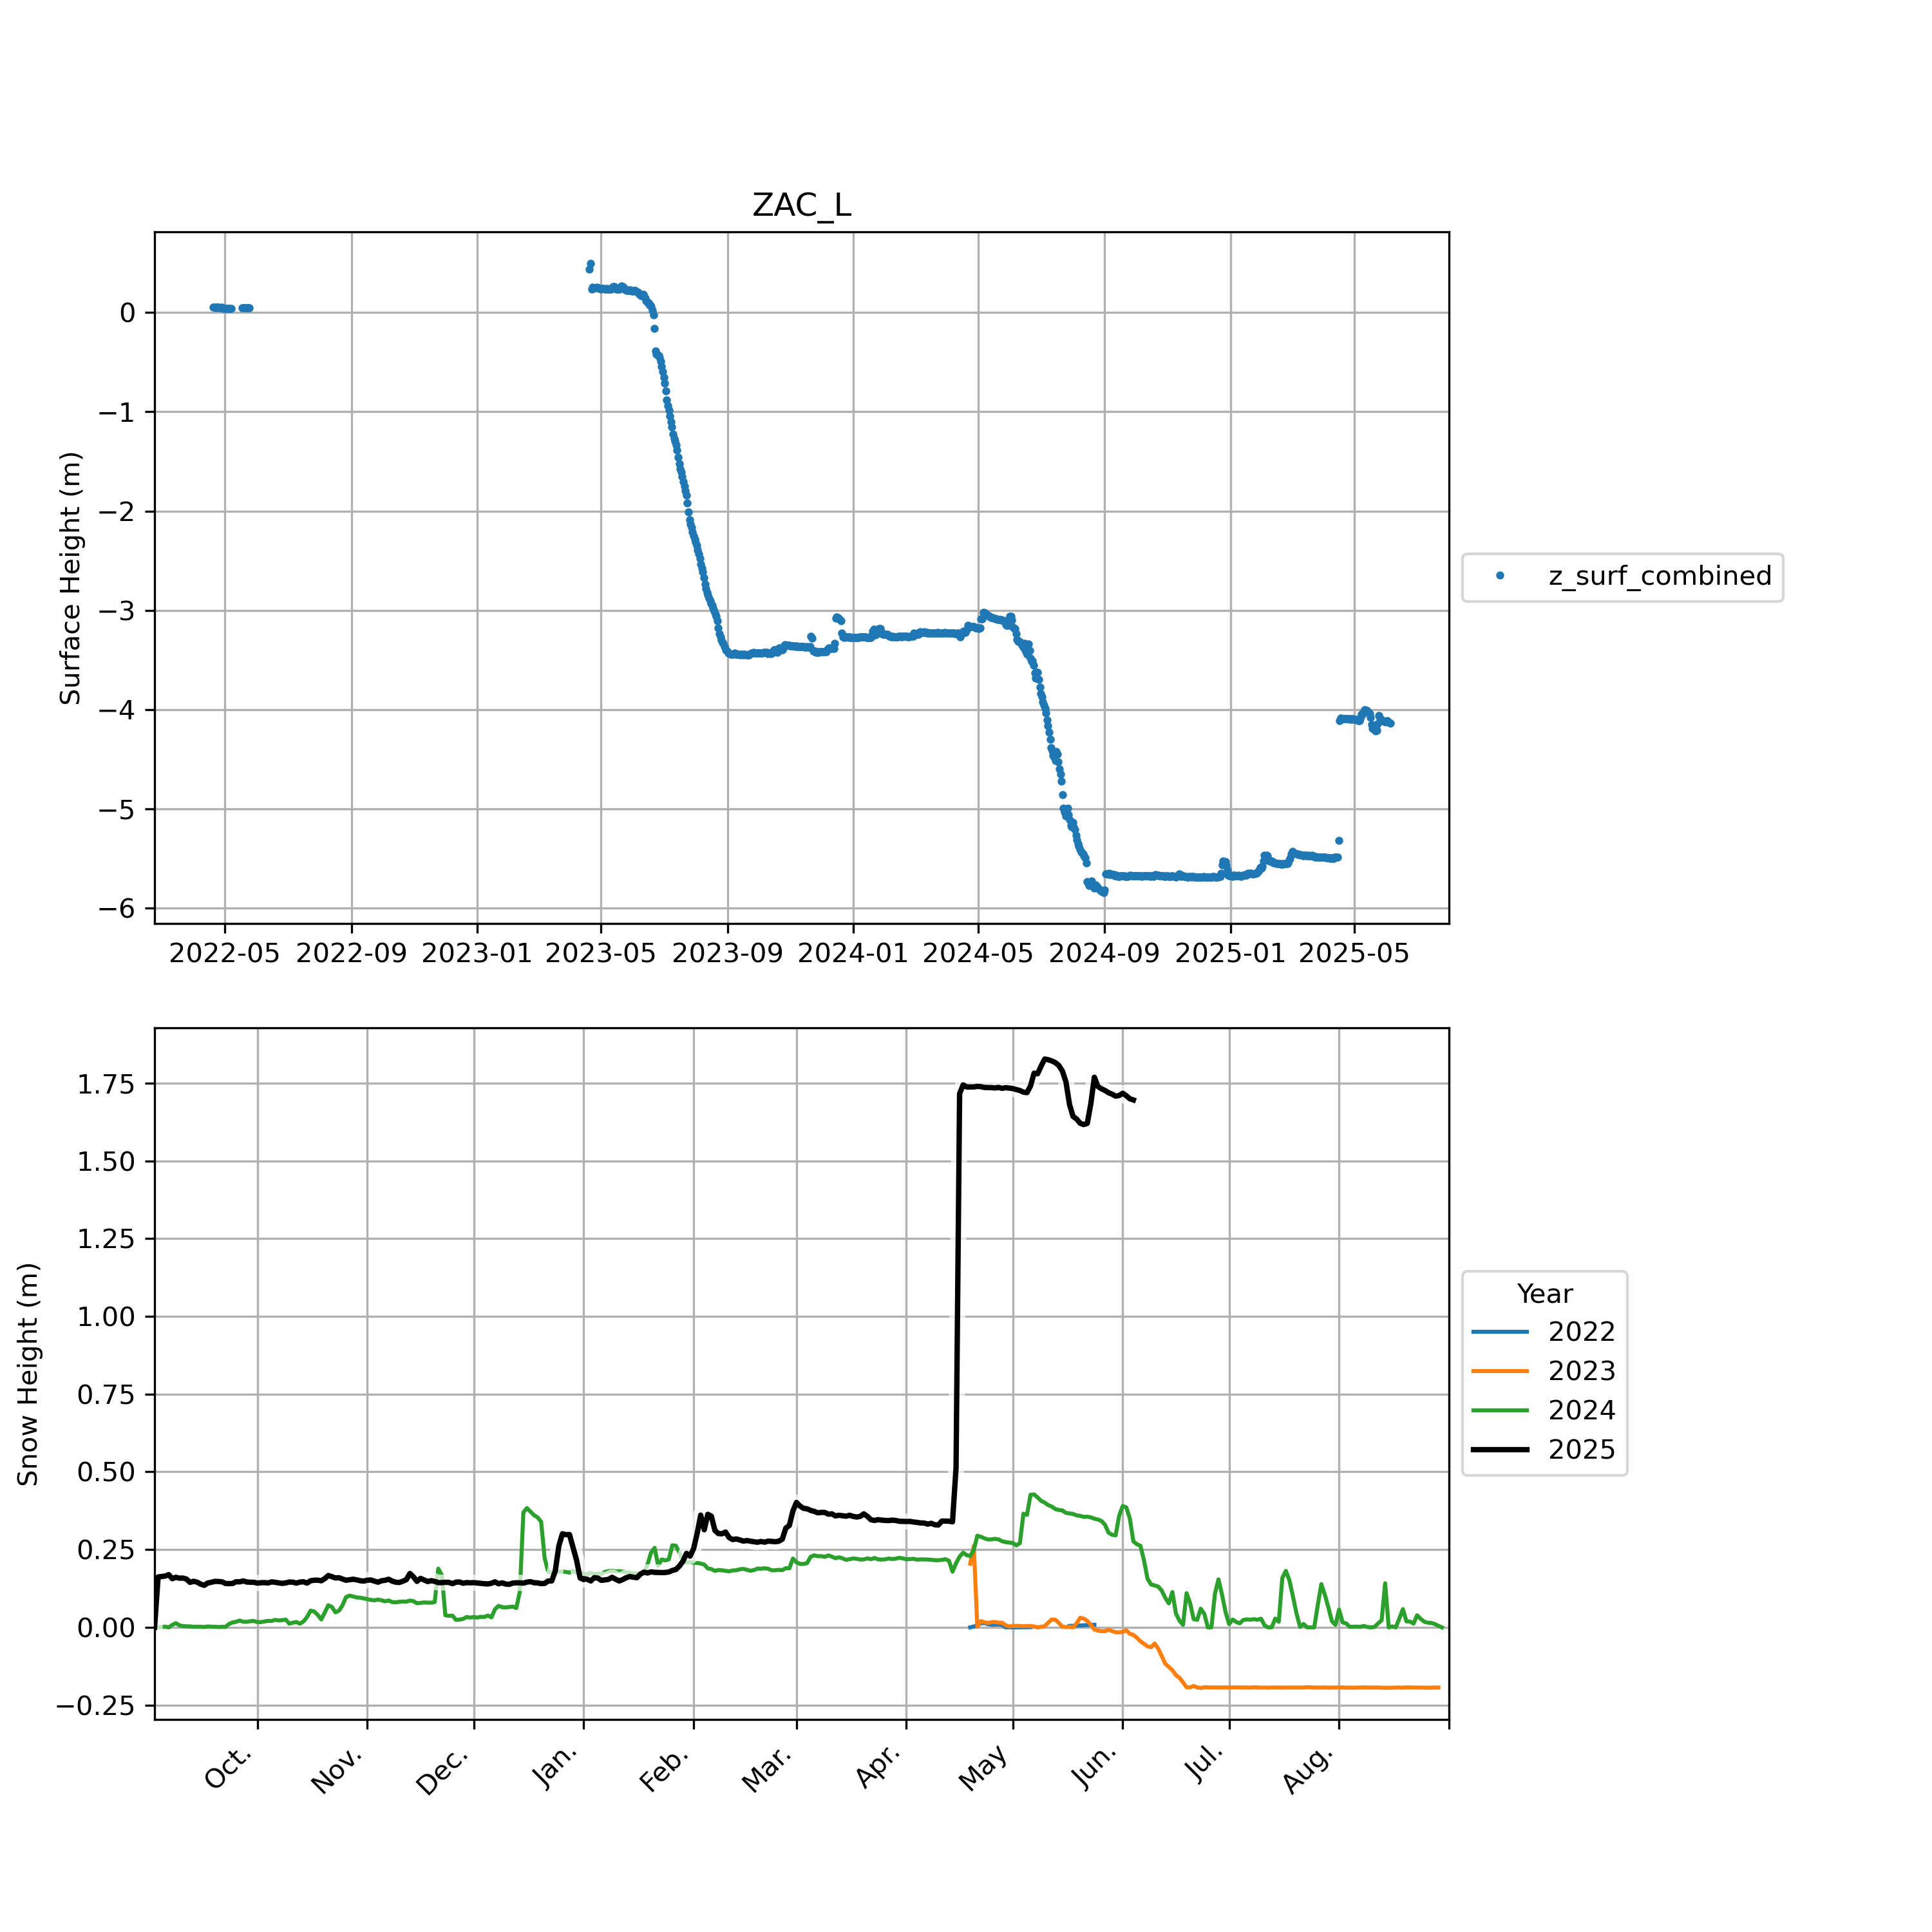 ZAC_L
Surface Height (m)
0
−1
−2
−3
−4
−5
−6
2022-05 2022-09 2023-01 2023-05 2023-09 2024-01 2024-05 2024-09 2025-01 2025-05
z_surf_combined
Snow Height (m)
1.75
1.50
1.25
1.00
0.75
0.50
0.25
0.00
−0.25
Oct. Nov. Dec. Jan. Feb. Mar. Apr. May Jun. Jul. Aug.
Year
2022
2023
2024
2025